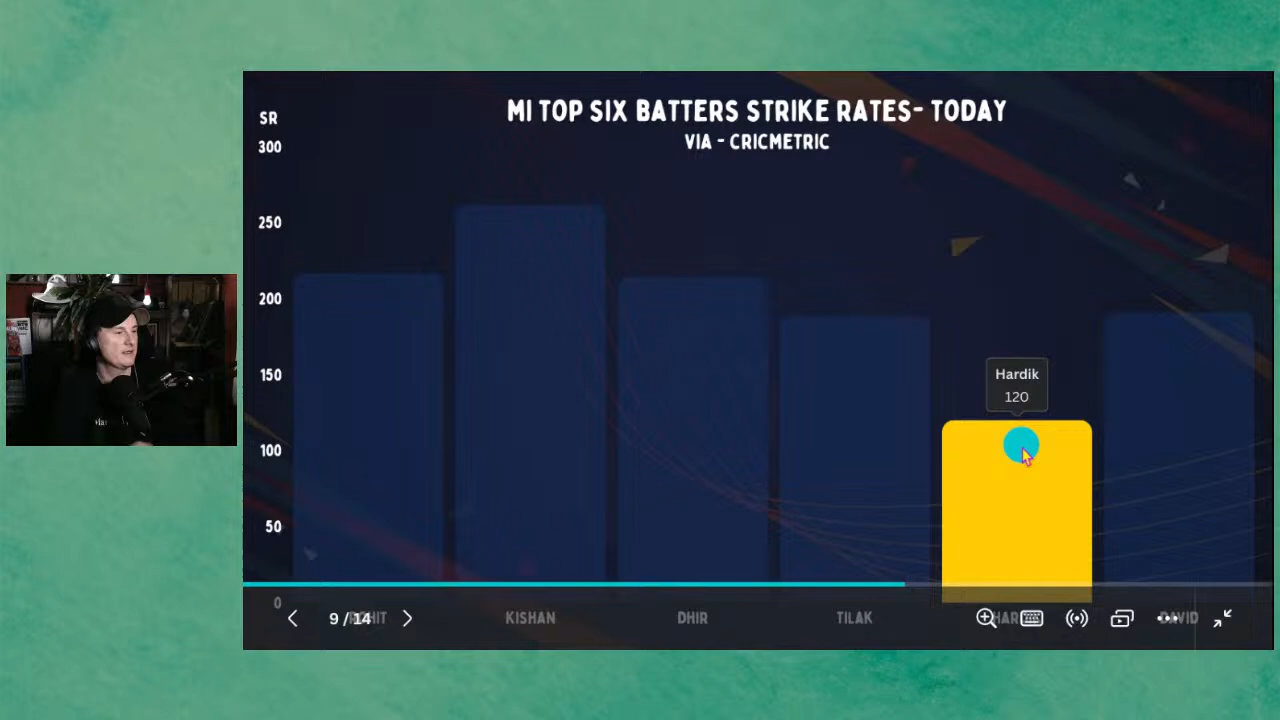 MI TOP SIX BATTERS STRIKE RATES- TODAY
VIA - CRICMETRIC
SR
300
250
200
150
100
50
0
Hardik
120
9 / 14
KISHAN
DHIR
TILAK